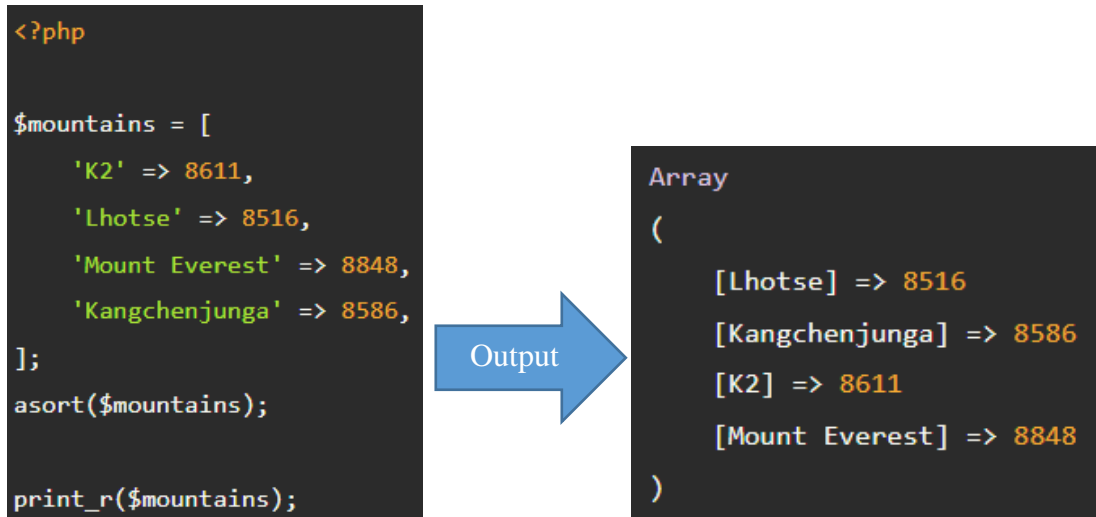 <?php
$mountains = [
    'K2' => 8611,
    'Lhotse' => 8516,
    'Mount Everest' => 8848,
    'Kangchenjunga' => 8586,
];
asort($mountains);
print_r($mountains);
Output
Array
(
    [Lhotse] => 8516
    [Kangchenjunga] => 8586
    [K2] => 8611
    [Mount Everest] => 8848
)